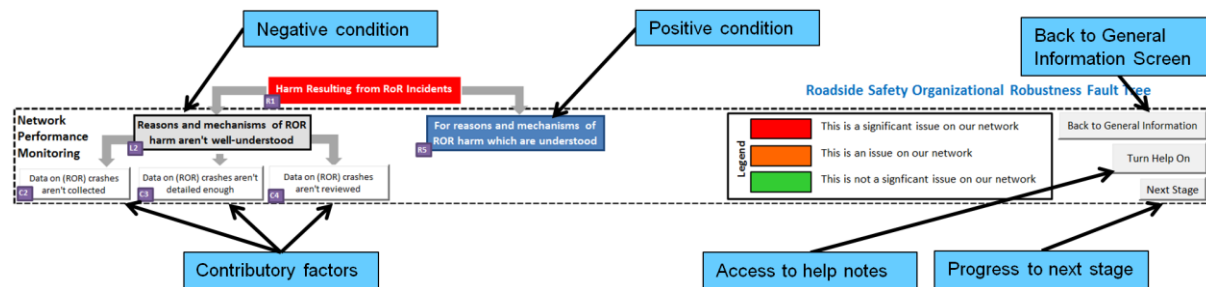 Negative condition
Positive condition
Back to General
Information Screen
Harm Resulting from RoR Incidents
R1
Roadside Safety Organizational Robustness Fault Tree
Network
Performance
Monitoring
Reasons and mechanisms of ROR
harm aren't well-understood
L2
For reasons and mechanisms of
ROR harm which are understood
R5
Data on (ROR) crashes
aren't collected
C2
Data on (ROR) crashes aren't
detailed enough
C3
Data on (ROR) crashes
aren't reviewed
C4
Legend
This is a significant issue on our network
This is an issue on our network
This is not a signficant issue on our network
Back to General Information
Turn Help On
Next Stage
Contributory factors
Access to help notes
Progress to next stage